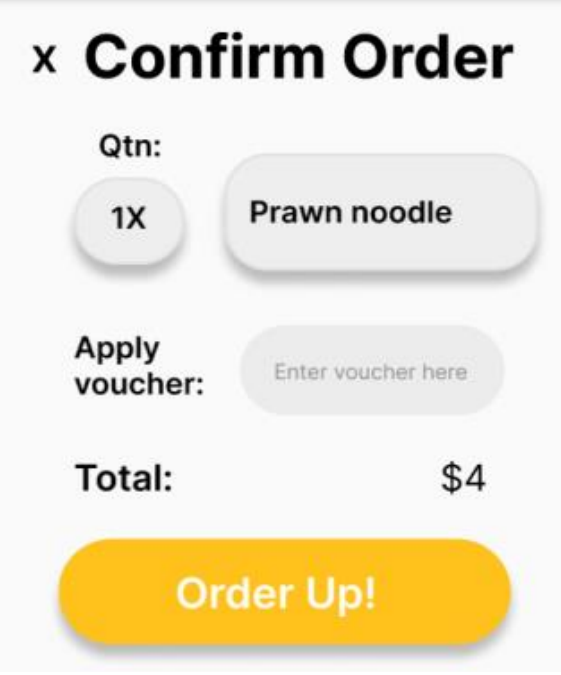 x Confirm Order
Qtn:
1X
Prawn noodle
Apply
voucher:
Enter voucher here
Total:
$4
Order Up!